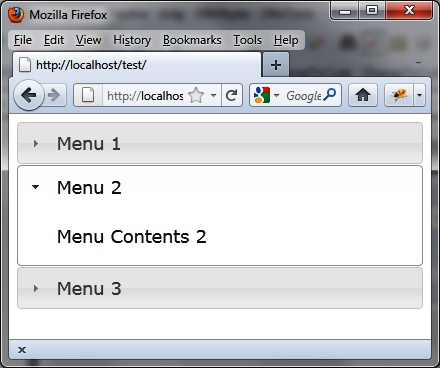 Mozilla Firefox
File Edit View History Bookmarks Tools Help
http://localhost/test/
http://localhos Google
Menu 1
Menu 2
Menu Contents 2
Menu 3
x